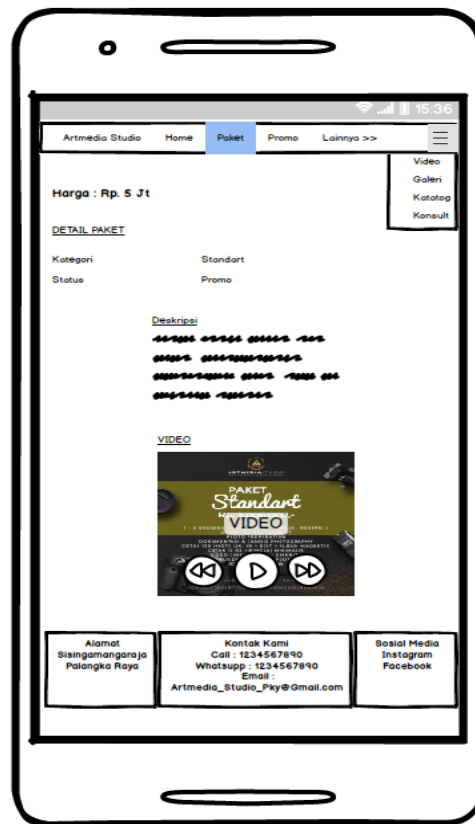 15:36
Artmedia Studio Home Paket Promo Lainnya >>
Video
Galeri
Katatog
Konsult
Harga : Rp. 5 Jt
DETAIL PAKET
Kategori Standart
Status Promo
Deskripsi
VIDEO
PAKET
Standart
VIDEO
Alamat
Sisingamangaraja
Palangka Raya
Kontak Kami
Call : 1234567890
Whatsupp : 1234567890
Email :
Artmedia_Studio_Pky@Gmail.com
Sosial Media
Instagram
Facebook